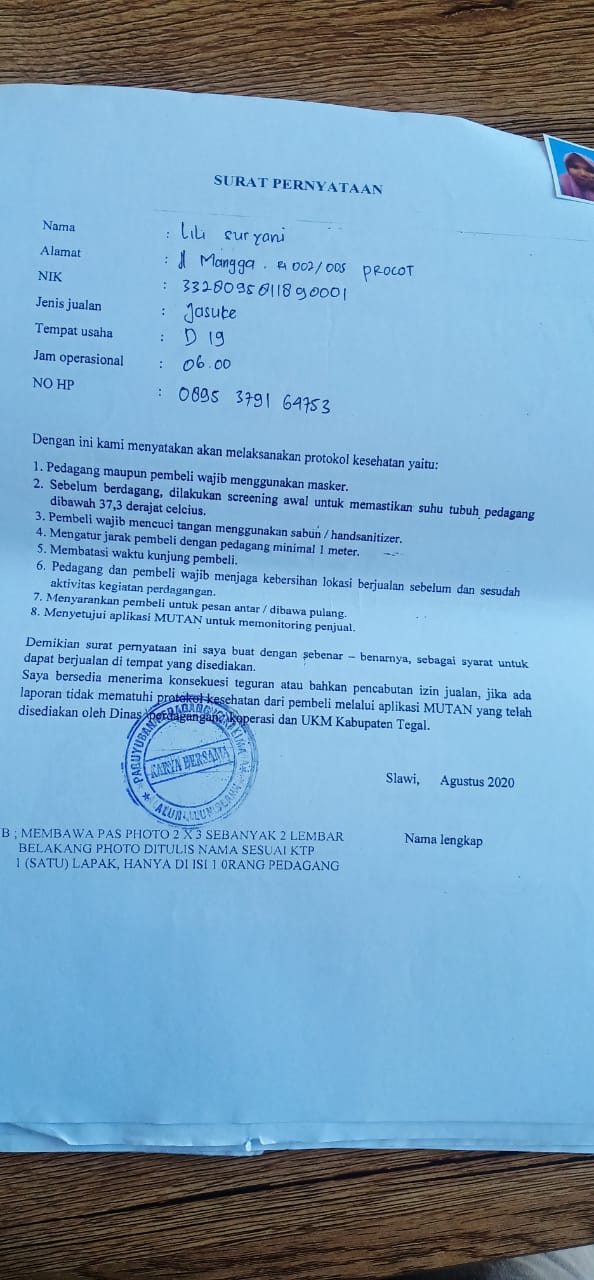 SURAT PERNYATAAN
Nama : Lili suryani
Alamat : Jl Mangga . Rt 002/005 PROCOT
NIK : 3328095811890001
Jenis jualan : Jasuke
Tempat usaha : D 19
Jam operasional : 06.00
NO HP : 0895 3791 64753
Dengan ini kami menyatakan akan melaksanakan protokol kesehatan yaitu:
1. Pedagang maupun pembeli wajib menggunakan masker.
2. Sebelum berdagang, dilakukan screening awal untuk memastikan suhu tubuh pedagang
dibawah 37,3 derajat celcius.
3. Pembeli wajib mencuci tangan menggunakan sabun / handsanitizer.
4. Mengatur jarak pembeli dengan pedagang minimal 1 meter.
5. Membatasi waktu kunjung pembeli.
6. Pedagang dan pembeli wajib menjaga kebersihan lokasi berjualan sebelum dan sesudah
aktivitas kegiatan perdagangan.
7. Menyarankan pembeli untuk pesan antar / dibawa pulang.
8. Menyetujui aplikasi MUTAN untuk memonitoring penjual.
Demikian surat pernyataan ini saya buat dengan sebenar – benarnya, sebagai syarat untuk
dapat berjualan di tempat yang disediakan.
Saya bersedia menerima konsekuesi teguran atau bahkan pencabutan izin jualan, jika ada
laporan tidak mematuhi protokol kesehatan dari pembeli melalui aplikasi MUTAN yang telah
disediakan oleh Dinas perdagangan, koperasi dan UKM Kabupaten Tegal.
PAGUYUBAN PEDAGANG KAKI LIMA
KARYA BERSAMA
ALUN-ALUN SLAWI
Slawi, Agustus 2020
Nama lengkap
B ; MEMBAWA PAS PHOTO 2 X 3 SEBANYAK 2 LEMBAR
BELAKANG PHOTO DITULIS NAMA SESUAI KTP
1 (SATU) LAPAK, HANYA DI ISI 1 0RANG PEDAGANG